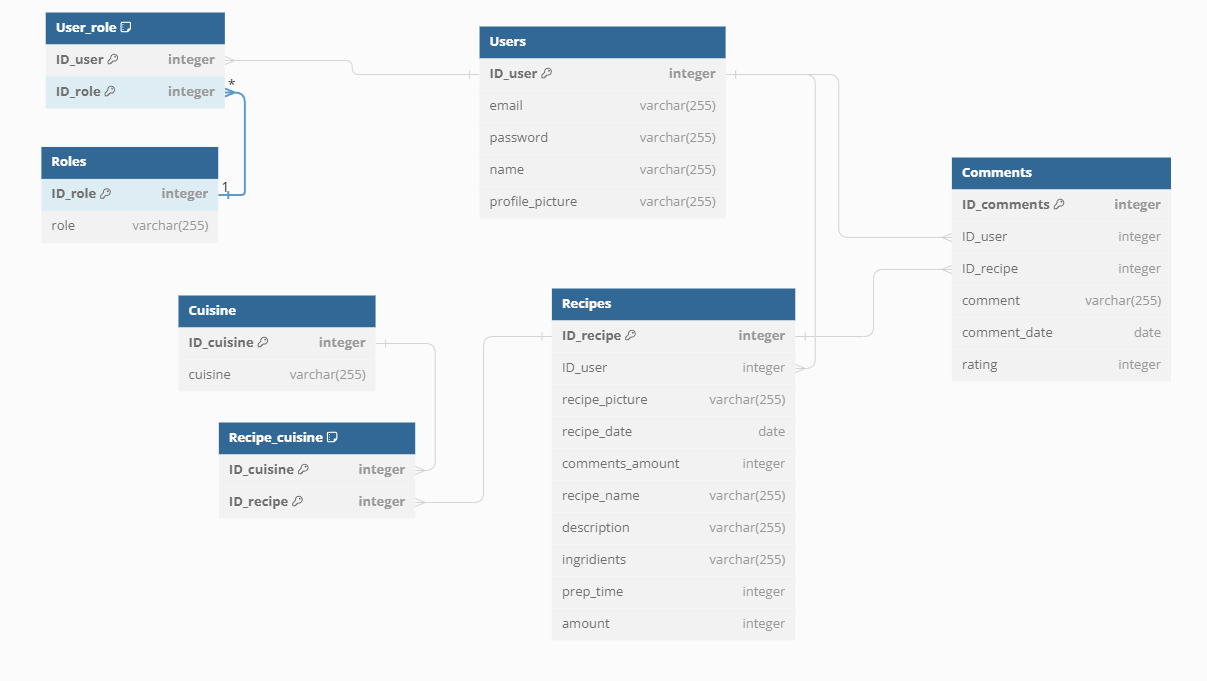 User_role
ID_user integer
ID_role integer
*
1
Roles
ID_role integer
role varchar(255)
Users
ID_user integer
email varchar(255)
password varchar(255)
name varchar(255)
profile_picture varchar(255)
Comments
ID_comments integer
ID_user integer
ID_recipe integer
comment varchar(255)
comment_date date
rating integer
Cuisine
ID_cuisine integer
cuisine varchar(255)
Recipe_cuisine
ID_cuisine integer
ID_recipe integer
Recipes
ID_recipe integer
ID_user integer
recipe_picture varchar(255)
recipe_date date
comments_amount integer
recipe_name varchar(255)
description varchar(255)
ingridients varchar(255)
prep_time integer
amount integer